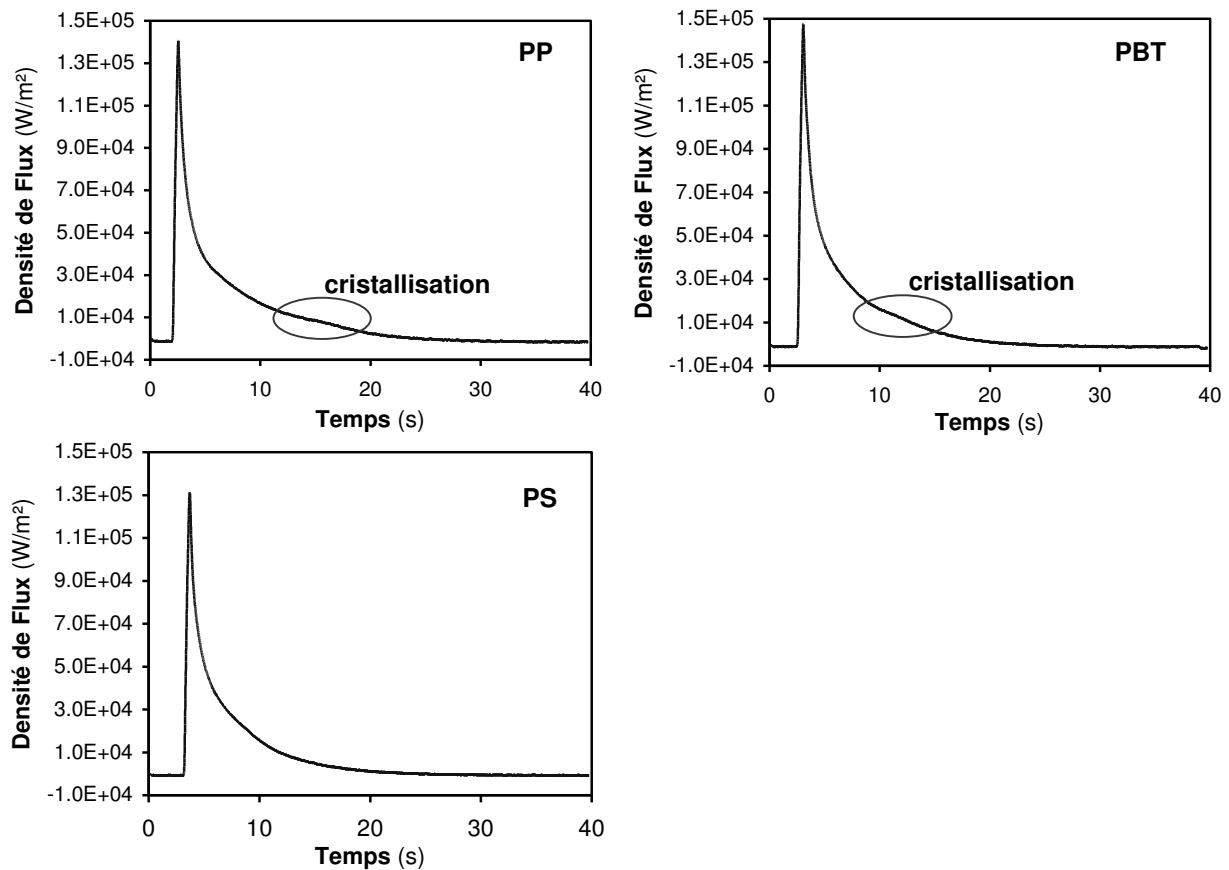 1.5E+05
1.3E+05
1.1E+05
9.0E+04
7.0E+04
5.0E+04
3.0E+04
1.0E+04
-1.0E+04
Densité de Flux (W/m²)
PP
cristallisation
0 10 20 30 40
Temps (s)
1.5E+05
1.3E+05
1.1E+05
9.0E+04
7.0E+04
5.0E+04
3.0E+04
1.0E+04
-1.0E+04
Densité de Flux (W/m²)
PBT
cristallisation
0 10 20 30 40
Temps (s)
1.5E+05
1.3E+05
1.1E+05
9.0E+04
7.0E+04
5.0E+04
3.0E+04
1.0E+04
-1.0E+04
Densité de Flux (W/m²)
PS
0 10 20 30 40
Temps (s)